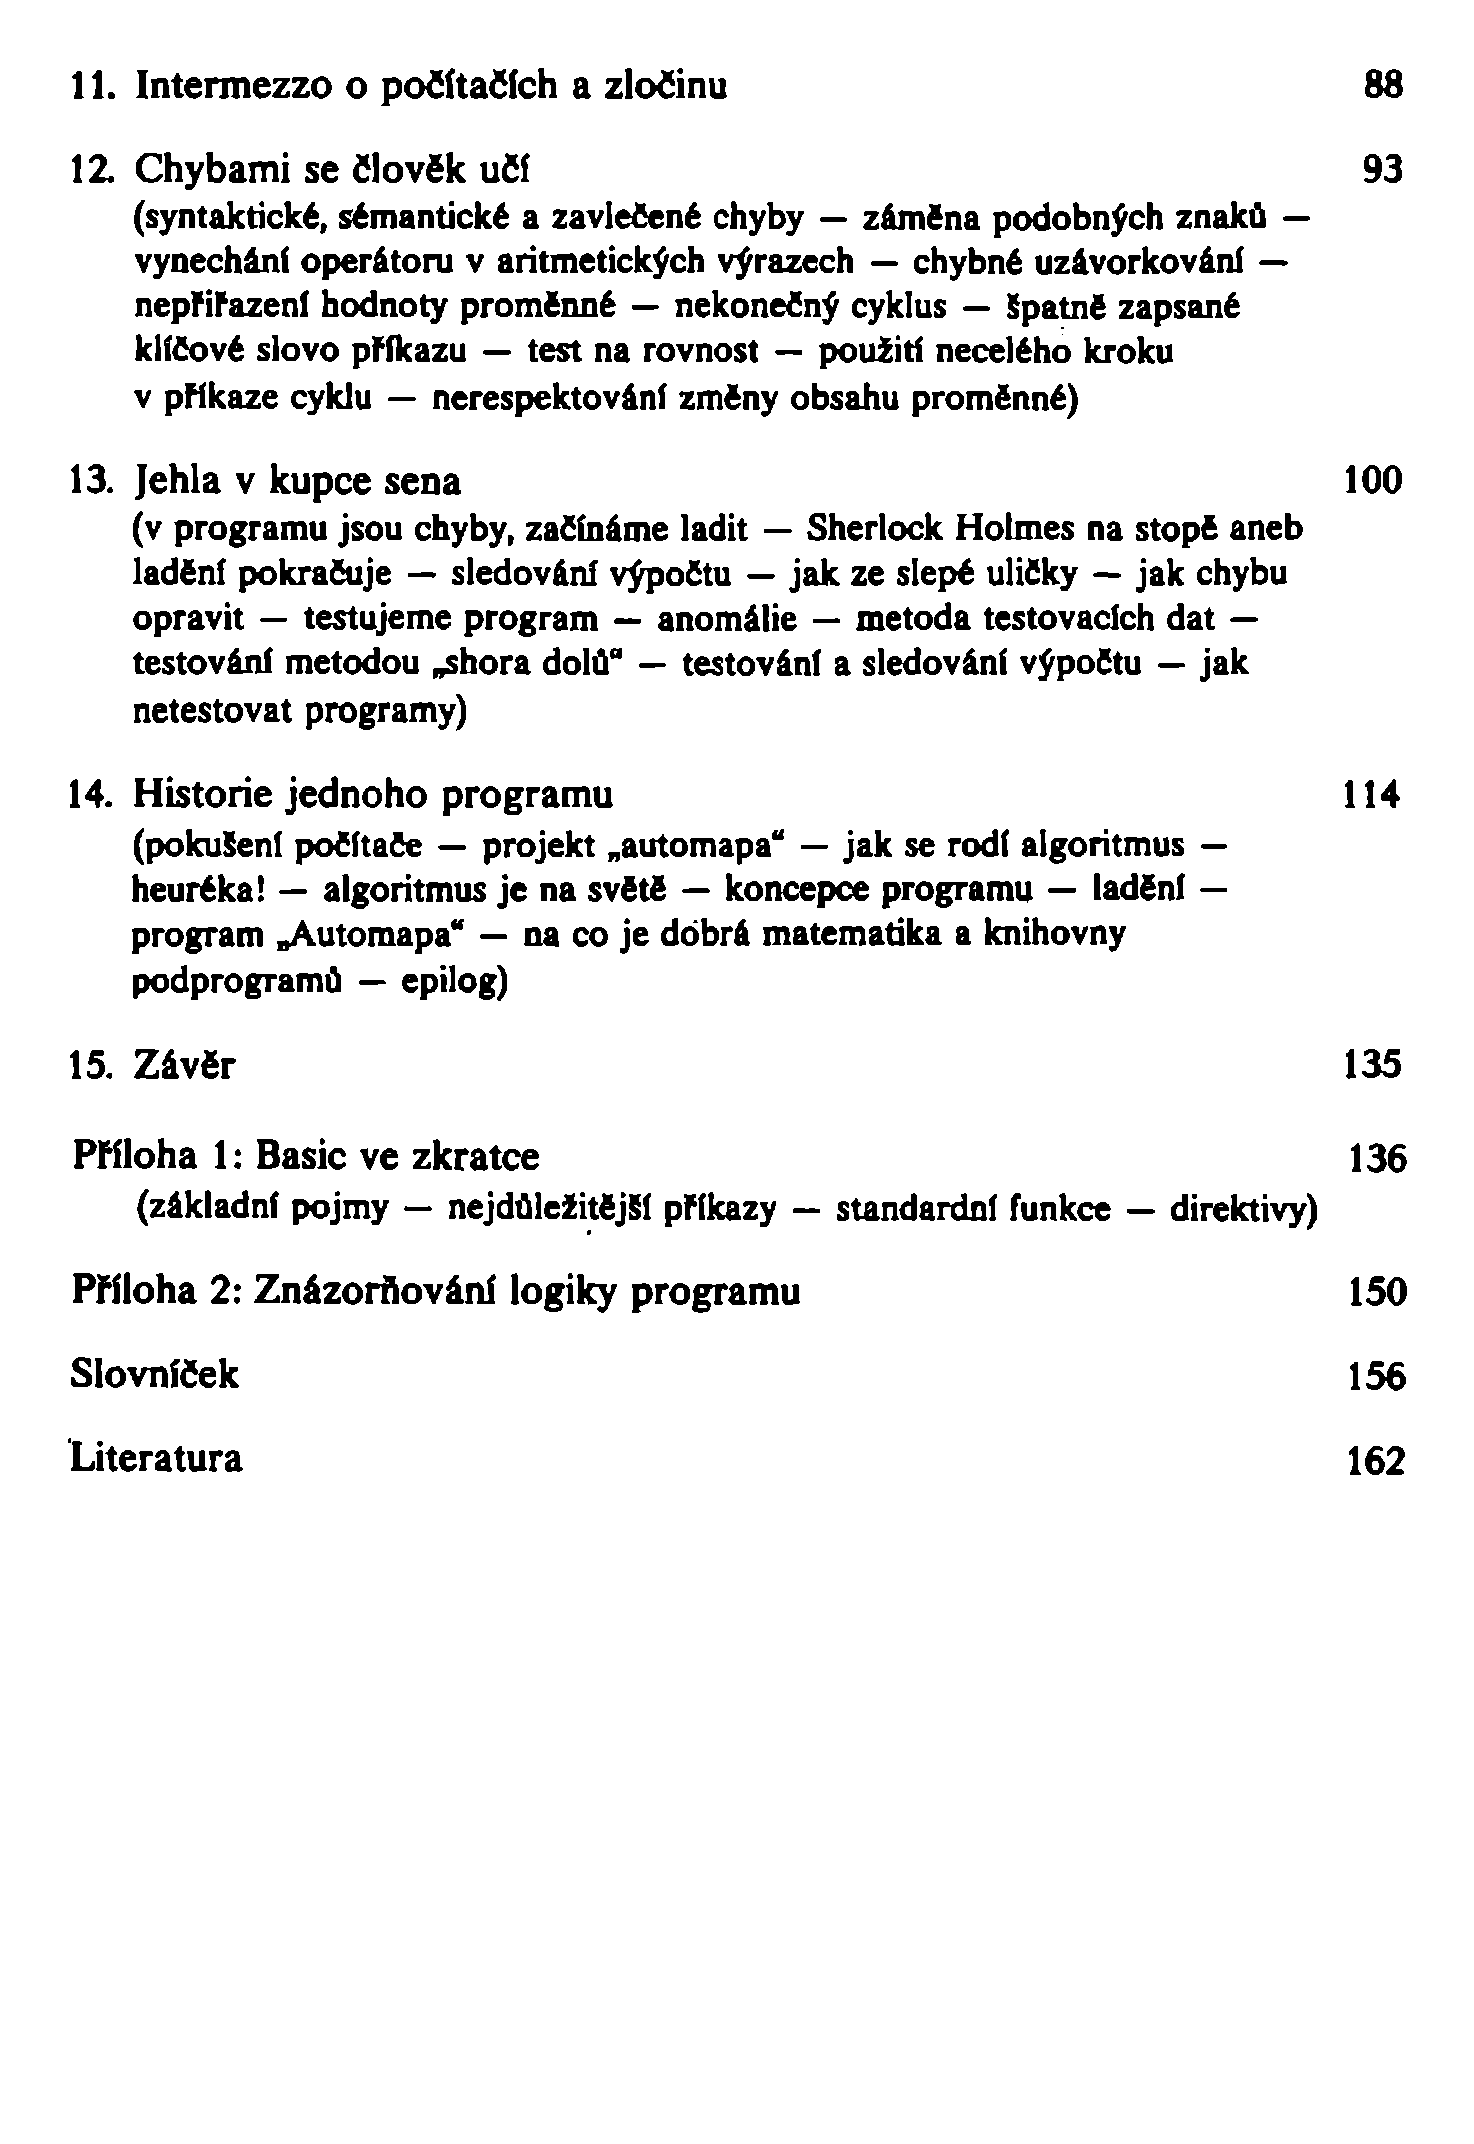 11. Intermezzo o počítačích a zločinu 88
12. Chybami se člověk učí 93
(syntaktické, sémantické a zavlečené chyby — záměna podobných znaků —
vynechání operátoru v aritmetických výrazech — chybné uzávorkování —
nepřiřazení hodnoty proměnné — nekonečný cyklus — špatně zapsané
klíčové slovo příkazu — test na rovnost — použití necelého kroku
v příkaze cyklu — nerespektování změny obsahu proměnné)
13. Jehla v kupce sena 100
(v programu jsou chyby, začínáme ladit — Sherlock Holmes na stopě aneb
ladění pokračuje — sledování výpočtu — jak ze slepé uličky — jak chybu
opravit — testujeme program — anomálie — metoda testovacích dat —
testování metodou „shora dolů“ — testování a sledování výpočtu — jak
netestovat programy)
14. Historie jednoho programu 114
(pokušení počítače — projekt „automapa“ — jak se rodí algoritmus —
heuréka! — algoritmus je na světě — koncepce programu — ladění —
program „Automapa“ — na co je dobrá matematika a knihovny
podprogramů — epilog)
15. Závěr 135
Příloha 1: Basic ve zkratce 136
(základní pojmy — nejdůležitější příkazy — standardní funkce — direktivy)
Příloha 2: Znázorňování logiky programu 150
Slovníček 156
Literatura 162